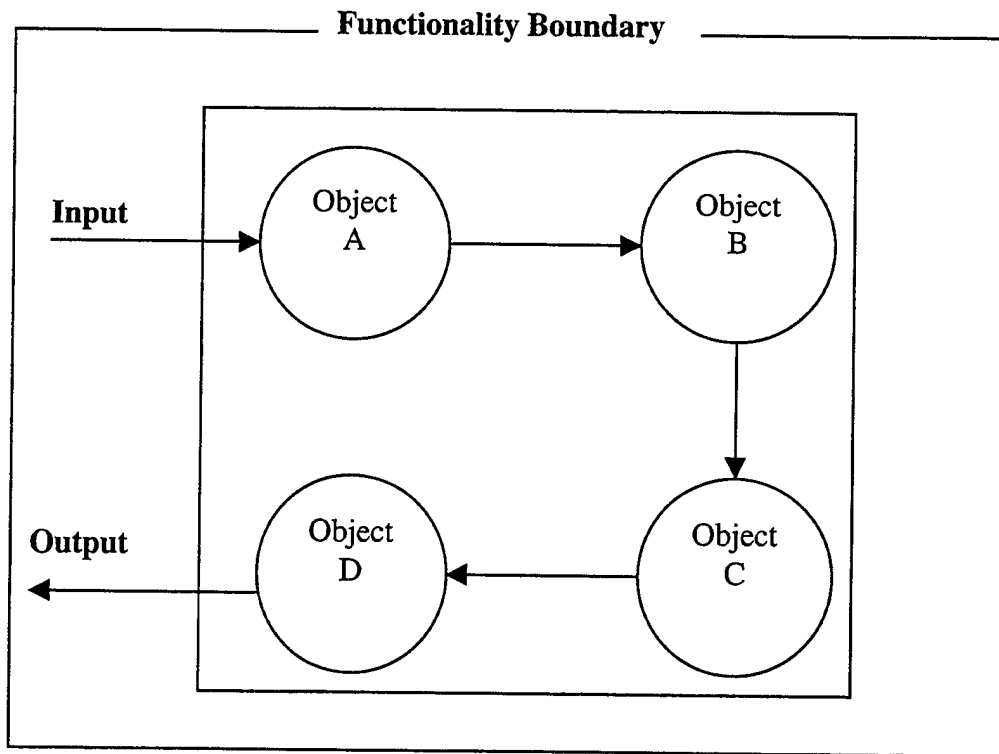 Functionality Boundary
Input
Object
A
Object
B
Output
Object
D
Object
C